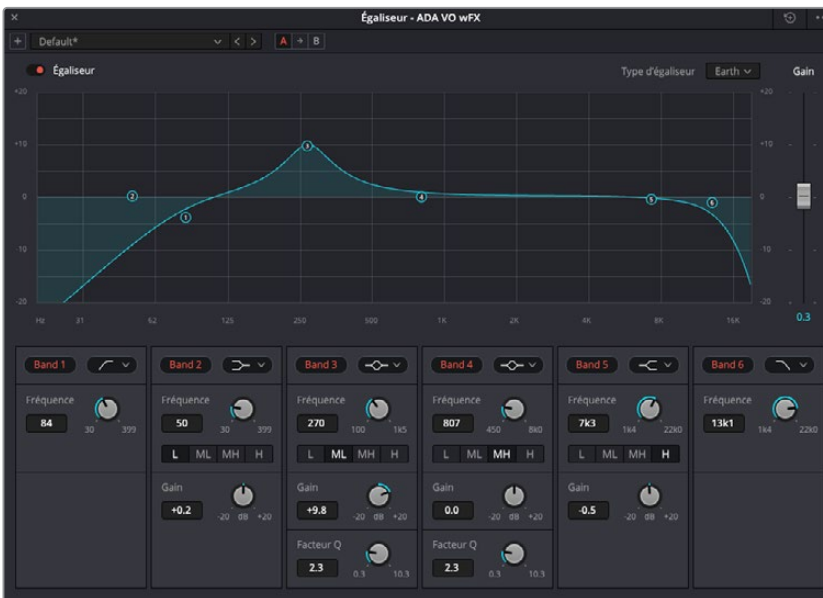 Égaliseur - ADA VO wFX
Default*
A B
Égaliseur
Type d'égaliseur Earth Gain
+20 +20
+10 +10
0 0
-10 -10
-20 -20
1 2 3 4 5 6
Hz 31 62 125 250 500 1K 2K 4K 8K 16K 0.3
Band 1 Band 2 Band 3 Band 4 Band 5 Band 6
Fréquence Fréquence Fréquence Fréquence Fréquence Fréquence
84 30 399 50 30 399 270 100 1k5 807 450 8k0 7k3 1k4 22k0 13k1 1k4 22k0
L ML MH H L ML MH H L ML MH H L ML MH H
Gain Gain Gain Gain
+0.2 -20 dB +20 +9.8 -20 dB +20 0.0 -20 dB +20 -0.5 -20 dB +20
Facteur Q Facteur Q
2.3 0.3 10.3 2.3 0.3 10.3